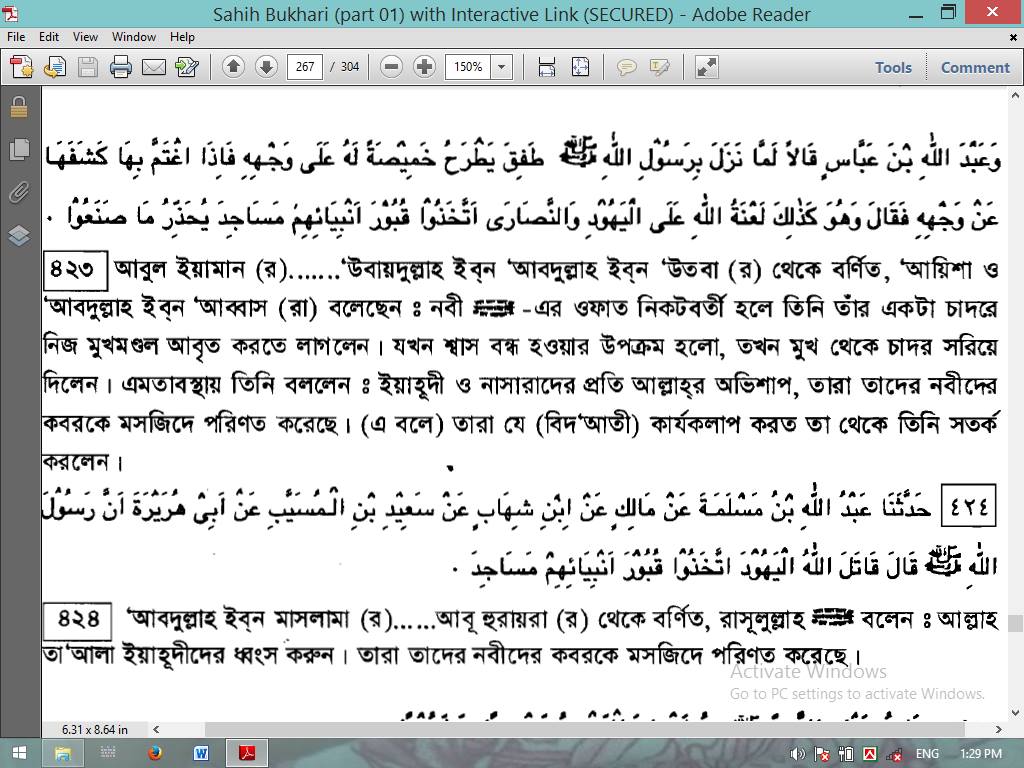 Sahih Bukhari (part 01) with Interactive Link (SECURED) - Adobe Reader
File Edit View Window Help
267 / 304 150% Tools Comment
وَعَبْدَ اللّٰهِ بْنَ عَبَّاسٍ قَالاَ لَمَّا نَزَلَ بِرَسُوْلِ اللّٰهِ ﷺ طَفِقَ يَطْرَحُ خَمِيْصَةً لَهُ عَلٰى وَجْهِهِ فَاِذَا اغْتَمَّ بِهَا كَشَفَهَا
عَنْ وَجْهِهِ فَقَالَ وَهُوَ كَذٰلِكَ لَعْنَةُ اللّٰهِ عَلَى الْيَهُوْدِ وَالنَّصَارَى اتَّخَذُوْا قُبُوْرَ اَنْبِيَائِهِمْ مَسَاجِدَ يُحَذِّرُ مَا صَنَعُوْا ٠
৪২৩ আবুল ইয়ামান (র).......‘উবায়দুল্লাহ ইব্‌ন ‘আবদুল্লাহ ইব্‌ন ‘উতবা (র) থেকে বর্ণিত, ‘আয়িশা ও
‘আবদুল্লাহ ইব্‌ন ‘আব্বাস (রা) বলেছেন ঃ নবী ﷺ -এর ওফাত নিকটবর্তী হলে তিনি তাঁর একটা চাদরে
নিজ মুখমণ্ডল আবৃত করতে লাগলেন। যখন শ্বাস বন্ধ হওয়ার উপক্রম হলো, তখন মুখ থেকে চাদর সরিয়ে
দিলেন। এমতাবস্থায় তিনি বললেন ঃ ইয়াহূদী ও নাসারাদের প্রতি আল্লাহ্‌র অভিশাপ, তারা তাদের নবীদের
কবরকে মসজিদে পরিণত করেছে। (এ বলে) তারা যে (বিদ‘আতী) কার্যকলাপ করত তা থেকে তিনি সতর্ক
করলেন।
٤٢٤ حَدَّثَنَا عَبْدُ اللّٰهِ بْنُ مَسْلَمَةَ عَنْ مَالِكٍ عَنْ ابْنِ شِهَابٍ عَنْ سَعِيْدِ بْنِ الْمُسَيَّبِ عَنْ اَبِىْ هُرَيْرَةَ اَنَّ رَسُوْلَ
اللّٰهِ ﷺ قَالَ قَاتَلَ اللّٰهُ الْيَهُوْدَ اتَّخَذُوْا قُبُوْرَ اَنْبِيَائِهِمْ مَسَاجِدَ ٠
৪২৪ ‘আবদুল্লাহ ইব্‌ন মাসলামা (র)......আবূ হুরায়রা (র) থেকে বর্ণিত, রাসূলুল্লাহ ﷺ বলেন ঃ আল্লাহ
তা‘আলা ইয়াহূদীদের ধ্বংস করুন। তারা তাদের নবীদের কবরকে মসজিদে পরিণত করেছে।
Activate Windows
Go to PC settings to activate Windows.
6.31 x 8.64 in
ENG 1:29 PM